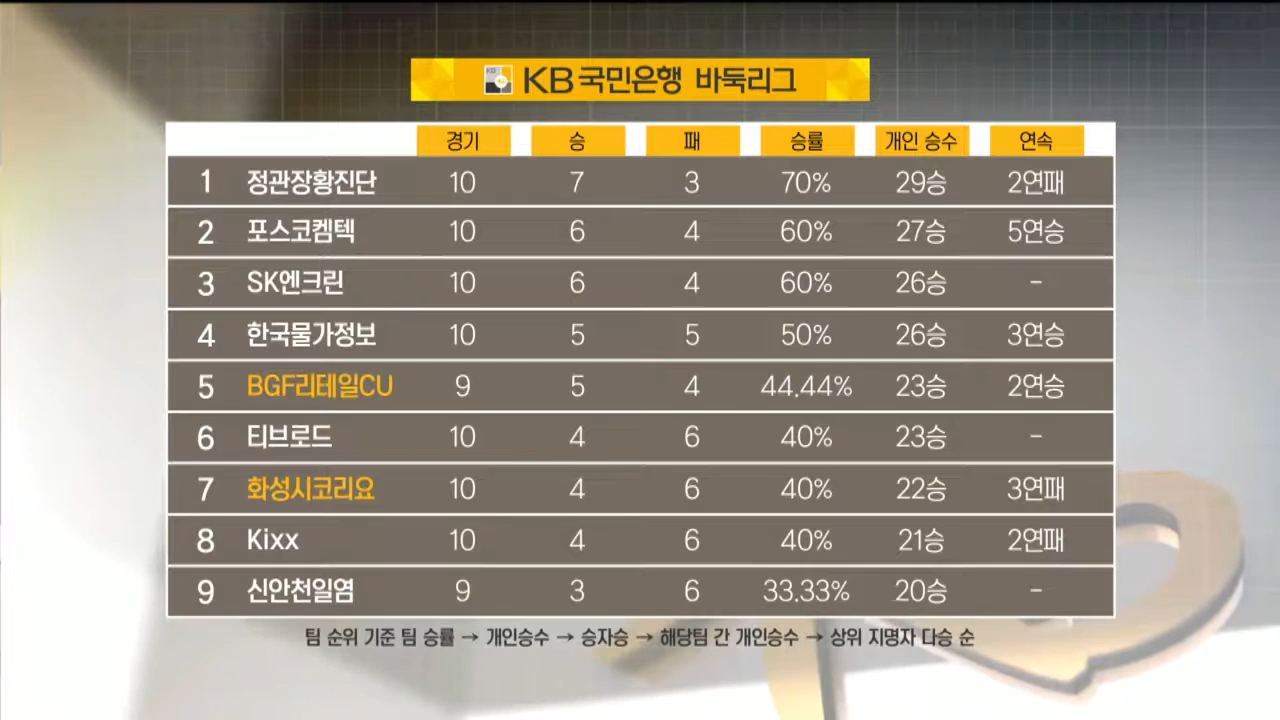 KB국민은행 바둑리그
경기 승 패 승률 개인 승수 연속
1 정관장황진단 10 7 3 70% 29승 2연패
2 포스코켐텍 10 6 4 60% 27승 5연승
3 SK엔크린 10 6 4 60% 26승 -
4 한국물가정보 10 5 5 50% 26승 3연승
5 BGF리테일CU 9 5 4 44.44% 23승 2연승
6 티브로드 10 4 6 40% 23승 -
7 화성시코리요 10 4 6 40% 22승 3연패
8 Kixx 10 4 6 40% 21승 2연패
9 신안천일염 9 3 6 33.33% 20승 -
팀 순위 기준 팀 승률 → 개인승수 → 승자승 → 해당팀 간 개인승수 → 상위 지명자 다승 순